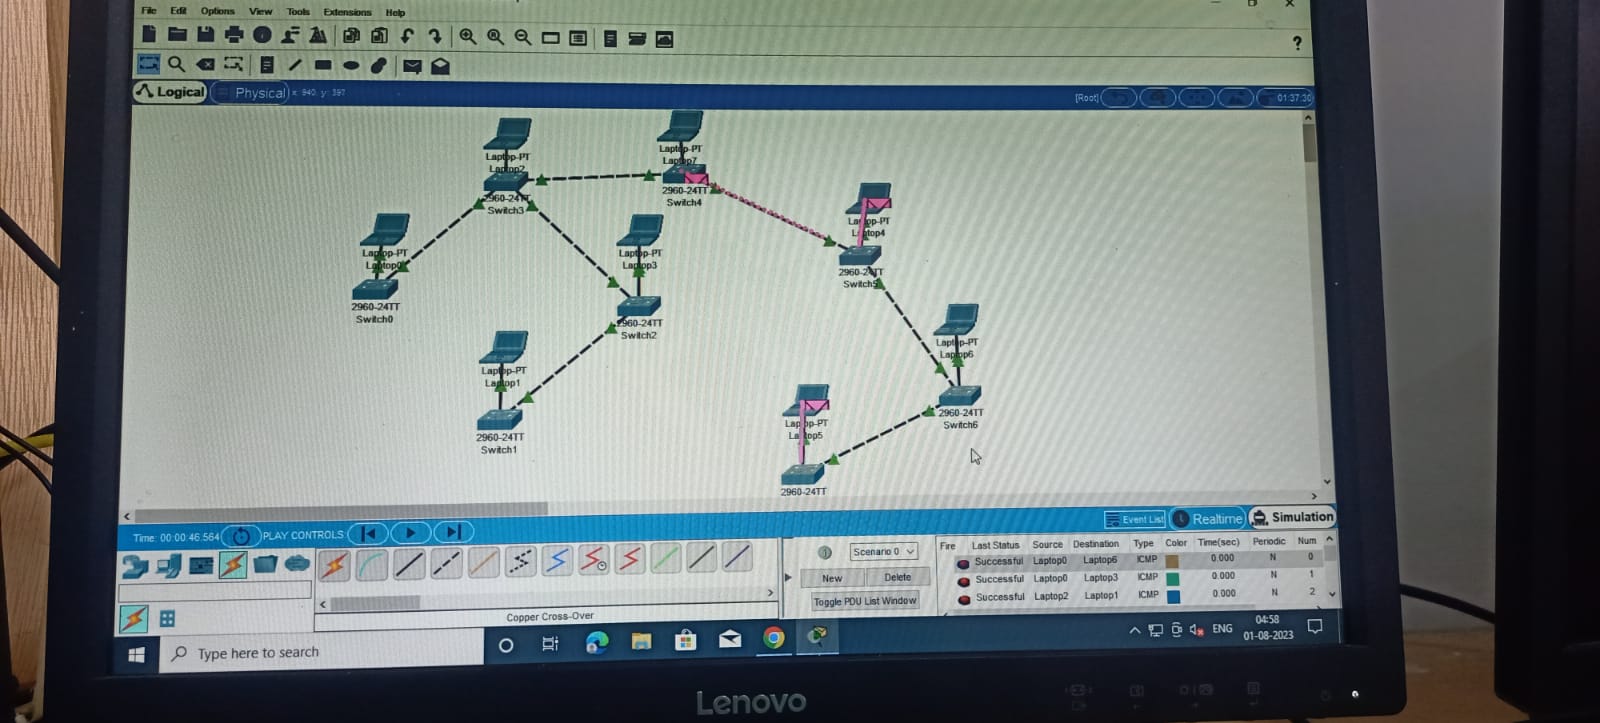 File Edit Options View Tools Extensions Help
?
Logical Physical x: 940, y: 397 [Root] 01:37:30
Laptop-PT
Laptop2
2960-24TT
Switch3
Laptop-PT
Laptop7
2960-24TT
Switch4
Laptop-PT
Laptop4
2960-24TT
Switch5
Laptop-PT
Laptop0
2960-24TT
Switch0
Laptop-PT
Laptop3
2960-24TT
Switch2
Laptop-PT
Laptop6
2960-24TT
Switch6
Laptop-PT
Laptop1
2960-24TT
Switch1
Laptop-PT
Laptop5
2960-24TT
Event List Realtime Simulation
Time: 00:00:46.564 PLAY CONTROLS:
Scenario 0
New Delete
Toggle PDU List Window
Fire Last Status Source Destination Type Color Time(sec) Periodic Num
Successful Laptop0 Laptop6 ICMP 0.000 N 0
Successful Laptop0 Laptop3 ICMP 0.000 N 1
Successful Laptop2 Laptop1 ICMP 0.000 N 2
Copper Cross-Over
Type here to search
ENG
04:58
01-08-2023
Lenovo